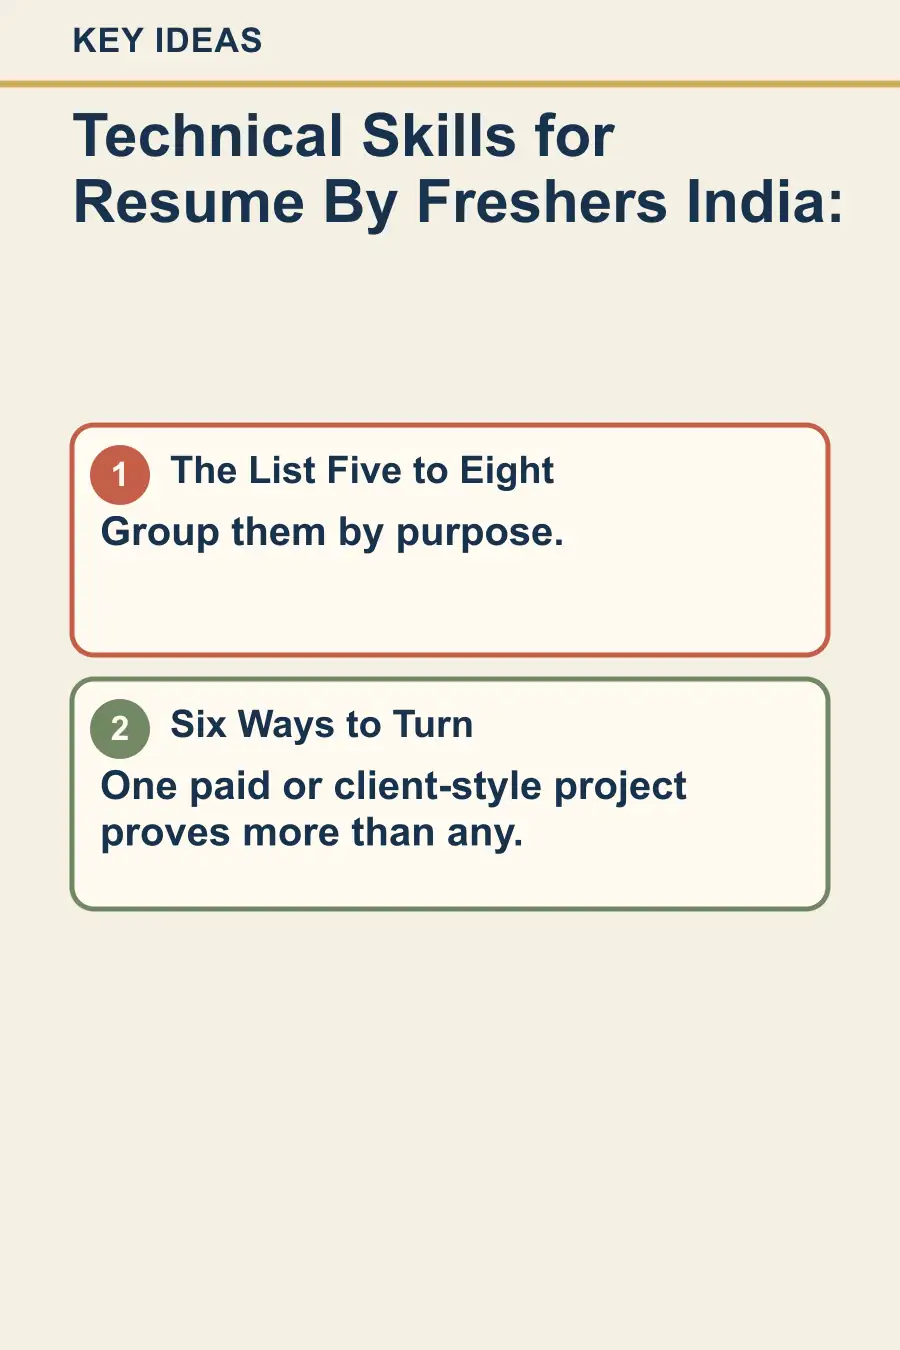 KEY IDEAS
Technical Skills for
Resume By Freshers India:
1
The List Five to Eight
Group them by purpose.
2
Six Ways to Turn
One paid or client-style project
proves more than any.